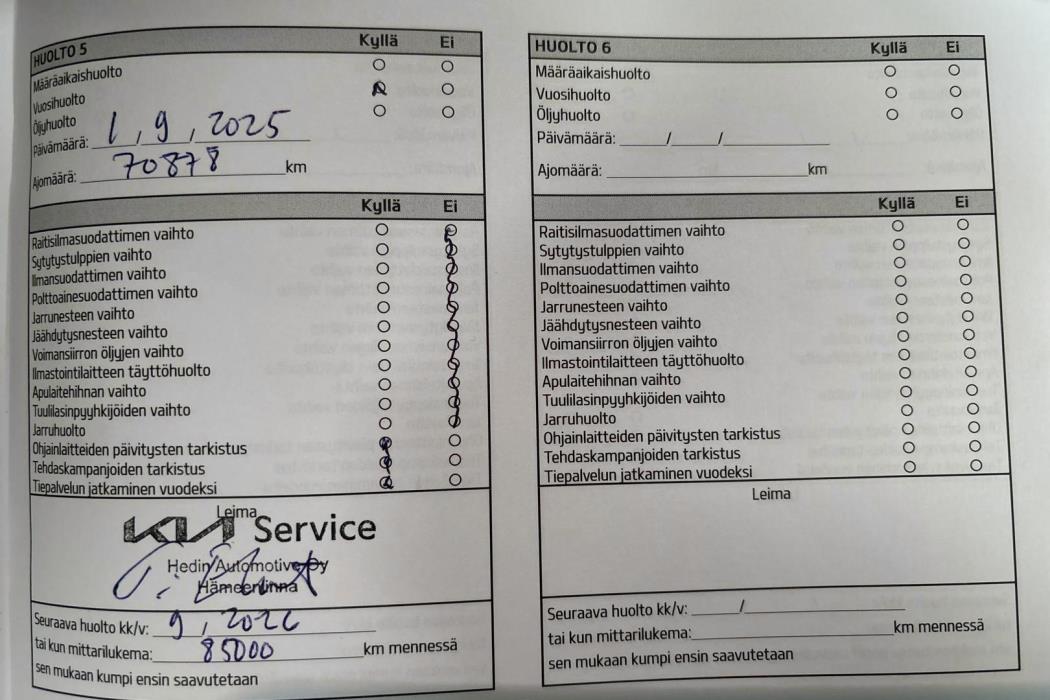 HUOLTO 5 Kyllä Ei
Määräaikaishuolto
Vuosihuolto
Öljyhuolto
Päivämäärä: 1, 9, 2025
Ajomäärä: 70878 km
Kyllä Ei
Raitisilmasuodattimen vaihto
Sytytystulppien vaihto
Ilmansuodattimen vaihto
Polttoainesuodattimen vaihto
Jarrunesteen vaihto
Jäähdytysnesteen vaihto
Voimansiirron öljyjen vaihto
Ilmastointilaitteen täyttöhuolto
Apulaitehihnan vaihto
Tuulilasinpyyhkijöiden vaihto
Jarruhuolto
Ohjainlaitteiden päivitysten tarkistus
Tehdaskampanjoiden tarkistus
Tiepalvelun jatkaminen vuodeksi
Leima
KIA Service
Hedin Automotive Oy
Hämeenlinna
Seuraava huolto kk/v: 9, 2026
tai kun mittarilukema: 85000 km mennessä
sen mukaan kumpi ensin saavutetaan
HUOLTO 6 Kyllä Ei
Määräaikaishuolto
Vuosihuolto
Öljyhuolto
Päivämäärä: / /
Ajomäärä: km
Kyllä Ei
Raitisilmasuodattimen vaihto
Sytytystulppien vaihto
Ilmansuodattimen vaihto
Polttoainesuodattimen vaihto
Jarrunesteen vaihto
Jäähdytysnesteen vaihto
Voimansiirron öljyjen vaihto
Ilmastointilaitteen täyttöhuolto
Apulaitehihnan vaihto
Tuulilasinpyyhkijöiden vaihto
Jarruhuolto
Ohjainlaitteiden päivitysten tarkistus
Tehdaskampanjoiden tarkistus
Tiepalvelun jatkaminen vuodeksi
Leima
Seuraava huolto kk/v: /
tai kun mittarilukema: km mennessä
sen mukaan kumpi ensin saavutetaan